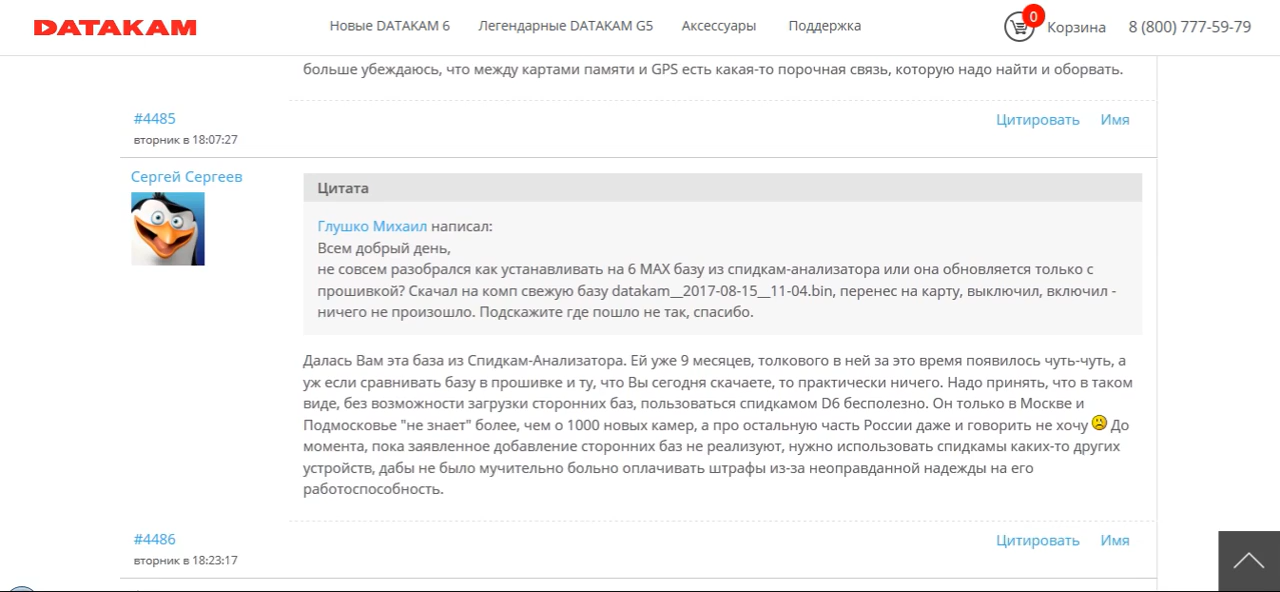 DATAKAM
Новые DATAKAM 6
Легендарные DATAKAM G5
Аксессуары
Поддержка
0
Корзина
8 (800) 777-59-79
больше убеждаюсь, что между картами памяти и GPS есть какая-то порочная связь, которую надо найти и оборвать.
#4485
вторник в 18:07:27
Цитировать
Имя
Сергей Сергеев
Цитата
Глушко Михаил написал:
Всем добрый день,
не совсем разобрался как устанавливать на 6 MAX базу из спидкам-анализатора или она обновляется только с
прошивкой? Скачал на комп свежую базу datakam__2017-08-15__11-04.bin, перенес на карту, выключил, включил -
ничего не произошло. Подскажите где пошло не так, спасибо.
Далась Вам эта база из Спидкам-Анализатора. Ей уже 9 месяцев, толкового в ней за это время появилось чуть-чуть, а
уж если сравнивать базу в прошивке и ту, что Вы сегодня скачаете, то практически ничего. Надо принять, что в таком
виде, без возможности загрузки сторонних баз, пользоваться спидкамом D6 бесполезно. Он только в Москве и
Подмосковье "не знает" более, чем о 1000 новых камер, а про остальную часть России даже и говорить не хочу До
момента, пока заявленное добавление сторонних баз не реализуют, нужно использовать спидкамы каких-то других
устройств, дабы не было мучительно больно оплачивать штрафы из-за неоправданной надежды на его
работоспособность.
#4486
вторник в 18:23:17
Цитировать
Имя